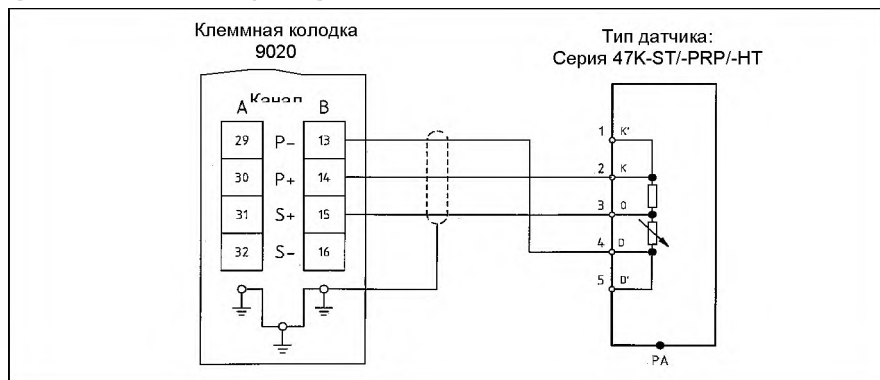 Клеммная колодка
9020
Тип датчика:
Серия 47K-ST/-PRP/-HT
Канал
A B
29 P- 13
30 P+ 14
31 S+ 15
32 S- 16
1 K'
2 K
3 0
4 D
5 D'
PA